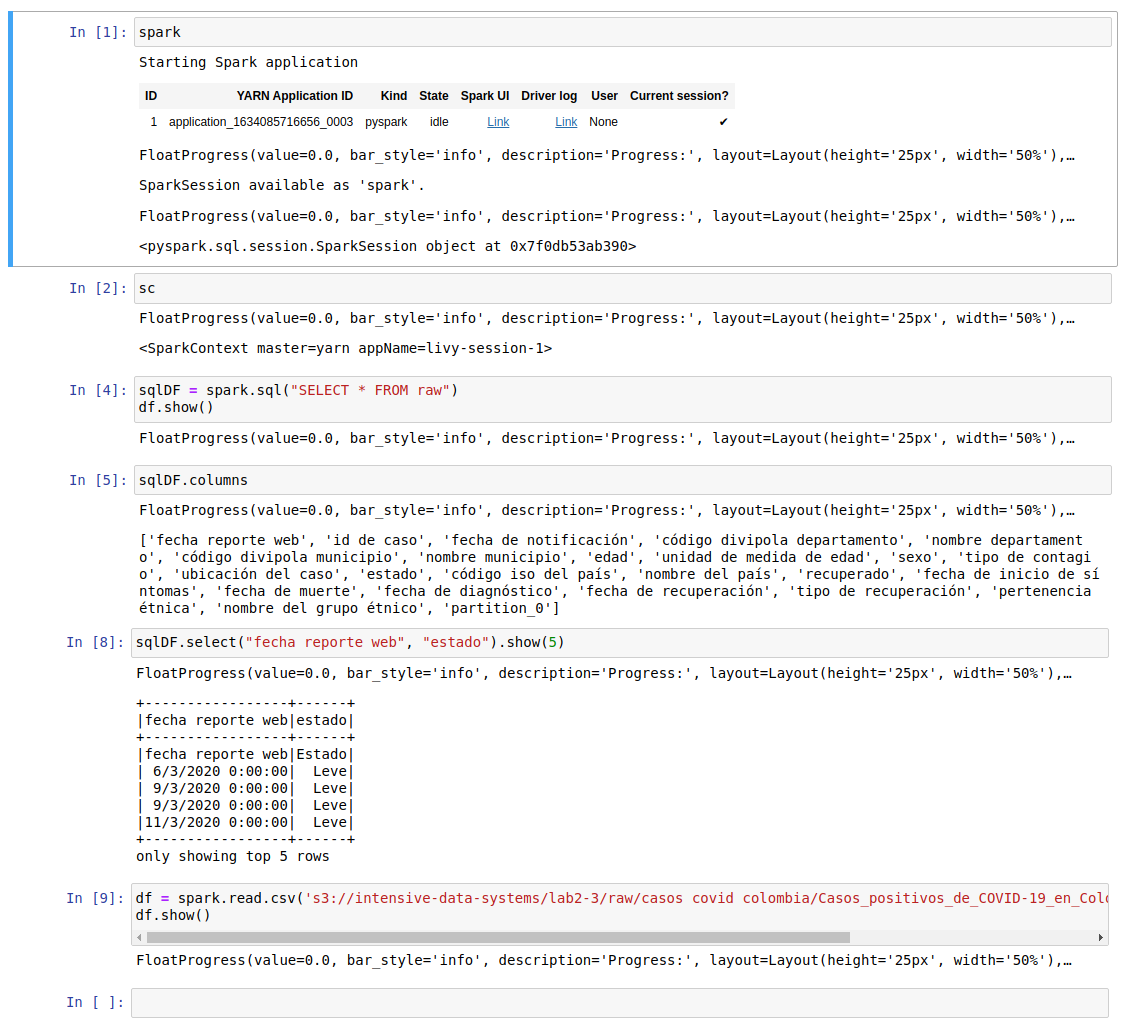 In [1]: spark
Starting Spark application
ID YARN Application ID Kind State Spark UI Driver log User Current session?
1 application_1634085716656_0003 pyspark idle Link Link None ✔
FloatProgress(value=0.0, bar_style='info', description='Progress:', layout=Layout(height='25px', width='50%'),…
SparkSession available as 'spark'.
FloatProgress(value=0.0, bar_style='info', description='Progress:', layout=Layout(height='25px', width='50%'),…
<pyspark.sql.session.SparkSession object at 0x7f0db53ab390>
In [2]: sc
FloatProgress(value=0.0, bar_style='info', description='Progress:', layout=Layout(height='25px', width='50%'),…
<SparkContext master=yarn appName=livy-session-1>
In [4]: sqlDF = spark.sql("SELECT * FROM raw")
df.show()
FloatProgress(value=0.0, bar_style='info', description='Progress:', layout=Layout(height='25px', width='50%'),…
In [5]: sqlDF.columns
FloatProgress(value=0.0, bar_style='info', description='Progress:', layout=Layout(height='25px', width='50%'),…
['fecha reporte web', 'id de caso', 'fecha de notificación', 'código divipola departamento', 'nombre departament
o', 'código divipola municipio', 'nombre municipio', 'edad', 'unidad de medida de edad', 'sexo', 'tipo de contagi
o', 'ubicación del caso', 'estado', 'código iso del país', 'nombre del país', 'recuperado', 'fecha de inicio de sí
ntomas', 'fecha de muerte', 'fecha de diagnóstico', 'fecha de recuperación', 'tipo de recuperación', 'pertenencia
étnica', 'nombre del grupo étnico', 'partition_0']
In [8]: sqlDF.select("fecha reporte web", "estado").show(5)
FloatProgress(value=0.0, bar_style='info', description='Progress:', layout=Layout(height='25px', width='50%'),…
+-----------------+------+
|fecha reporte web|estado|
+-----------------+------+
|fecha reporte web|Estado|
| 6/3/2020 0:00:00|  Leve|
| 9/3/2020 0:00:00|  Leve|
| 9/3/2020 0:00:00|  Leve|
|11/3/2020 0:00:00|  Leve|
+-----------------+------+
only showing top 5 rows
In [9]: df = spark.read.csv('s3://intensive-data-systems/lab2-3/raw/casos covid colombia/Casos_positivos_de_COVID-19_en_Colo
df.show()
FloatProgress(value=0.0, bar_style='info', description='Progress:', layout=Layout(height='25px', width='50%'),…
In [ ]: